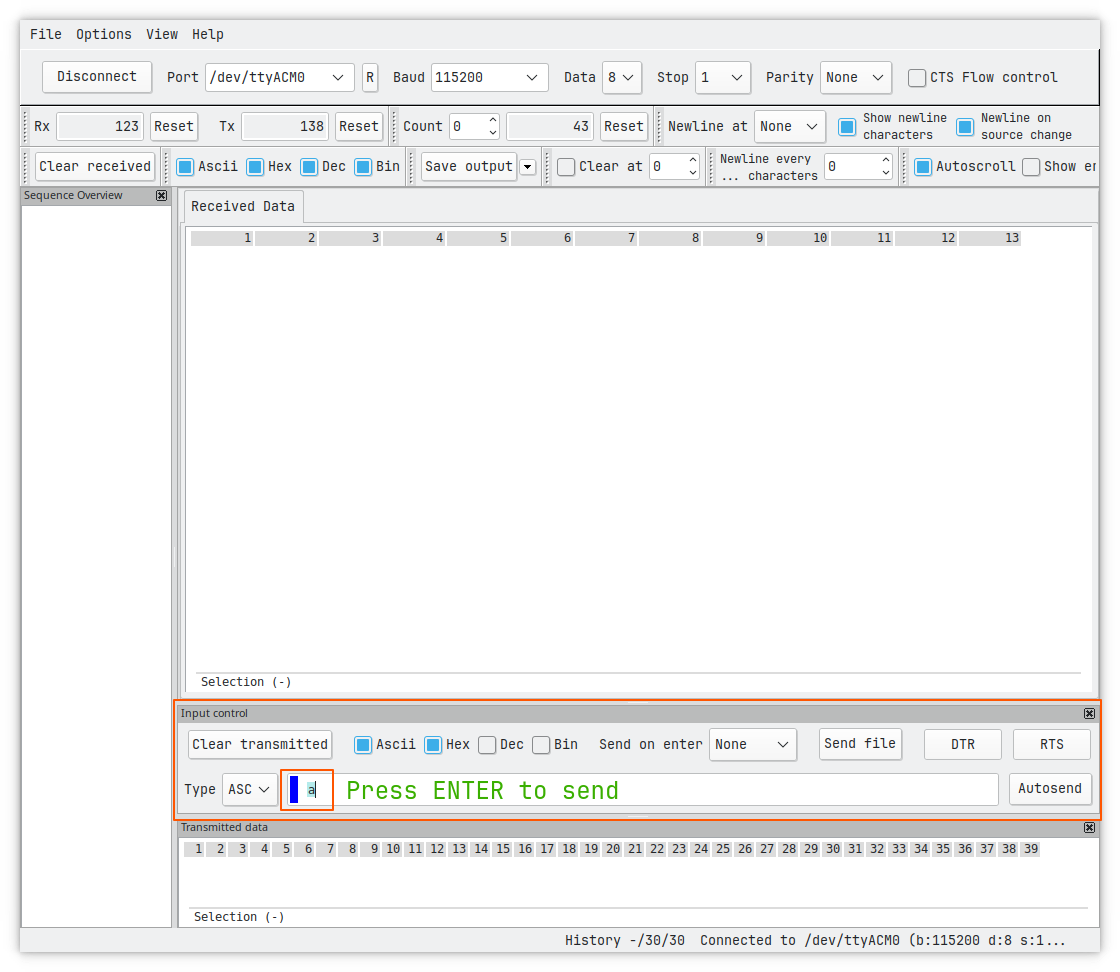 File Options View Help
Disconnect Port /dev/ttyACM0 R Baud 115200 Data 8 Stop 1 Parity None CTS Flow control
Rx 123 Reset Tx 138 Reset Count 0 43 Reset Newline at None Show newline characters Newline on source change
Clear received Ascii Hex Dec Bin Save output Clear at 0 Newline every ... characters 0 Autoscroll Show er
Sequence Overview
Received Data
1 2 3 4 5 6 7 8 9 10 11 12 13
Selection (-)
Input control
Clear transmitted Ascii Hex Dec Bin Send on enter None Send file DTR RTS
Type ASC a Press ENTER to send Autosend
Transmitted data
1 2 3 4 5 6 7 8 9 10 11 12 13 14 15 16 17 18 19 20 21 22 23 24 25 26 27 28 29 30 31 32 33 34 35 36 37 38 39
Selection (-)
History -/30/30 Connected to /dev/ttyACM0 (b:115200 d:8 s:1...